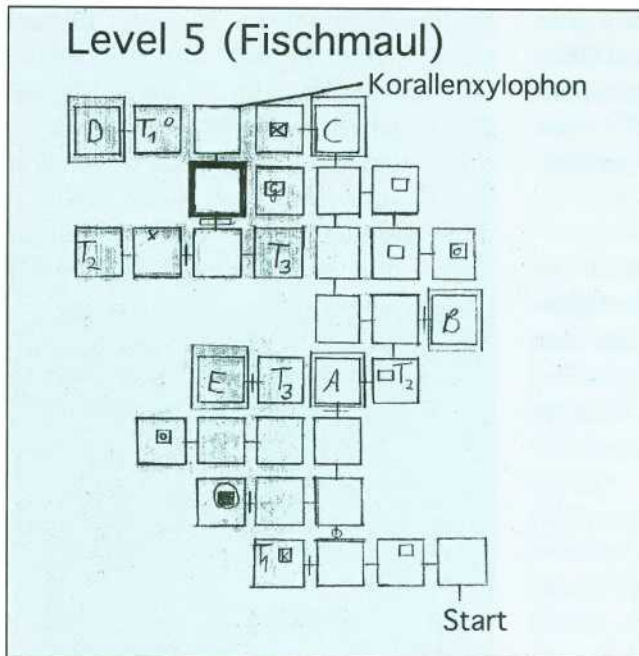 Level 5 (Fischmaul)
Korallenxylophon
D T1 C
g
T2 x T3
B
E T3 A T2
T1 K
Start